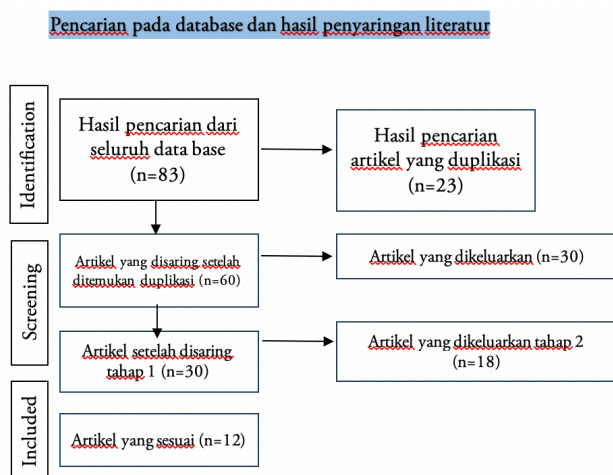 Pencarian pada database dan hasil penyaringan literatur
Identification
Hasil pencarian dari
seluruh data base
(n=83)
Hasil pencarian
artikel yang duplikasi
(n=23)
Screening
Artikel yang disaring setelah
ditemukan duplikasi (n=60)
Artikel yang dikeluarkan (n=30)
Artikel setelah disaring
tahap 1 (n=30)
Artikel yang dikeluarkan tahap 2
(n=18)
Included
Artikel yang sesuai (n=12)